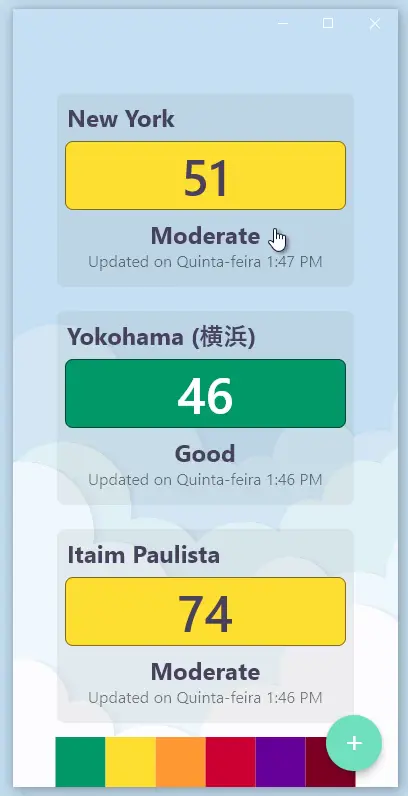 New York
51
Moderate
Updated on Quinta-feira 1:47 PM
Yokohama (横浜)
46
Good
Updated on Quinta-feira 1:46 PM
Itaim Paulista
74
Moderate
Updated on Quinta-feira 1:46 PM